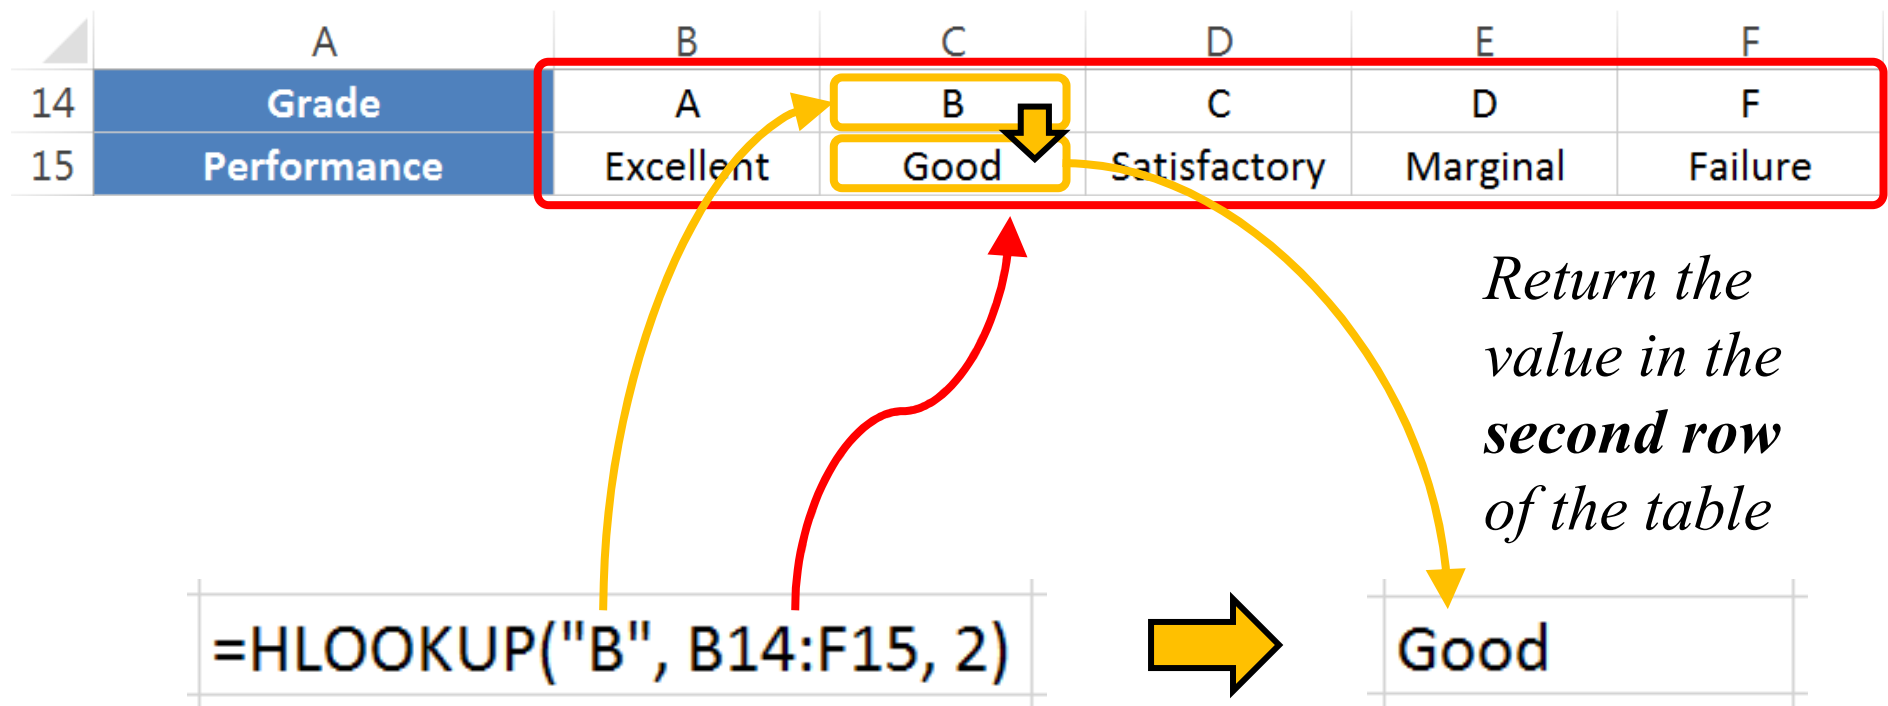 A B C D E F
14 Grade A B C D F
15 Performance Excellent Good Satisfactory Marginal Failure
Return the
value in the
second row
of the table
=HLOOKUP("B", B14:F15, 2)
Good